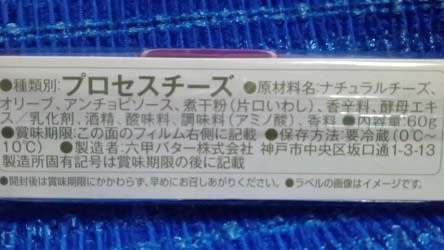 ●種類別:プロセスチーズ ●原材料名:ナチュラルチーズ、
オリーブ、アンチョビソース、煮干粉(片口いわし)、香辛料、酵母エキ
ス/乳化剤、酒精、酸味料、調味料(アミノ酸)、香料 ●内容量:60g
●賞味期限:この面のフィルム右側に記載 ●保存方法:要冷蔵(0℃~
10℃) ●製造者:六甲バター株式会社 神戸市中央区坂口通1-3-13
製造所固有記号は賞味期限の後に記載
●開封後は賞味期限にかかわらず、早めにお召しあがりください。 ●ラベルの画像はイメージです。